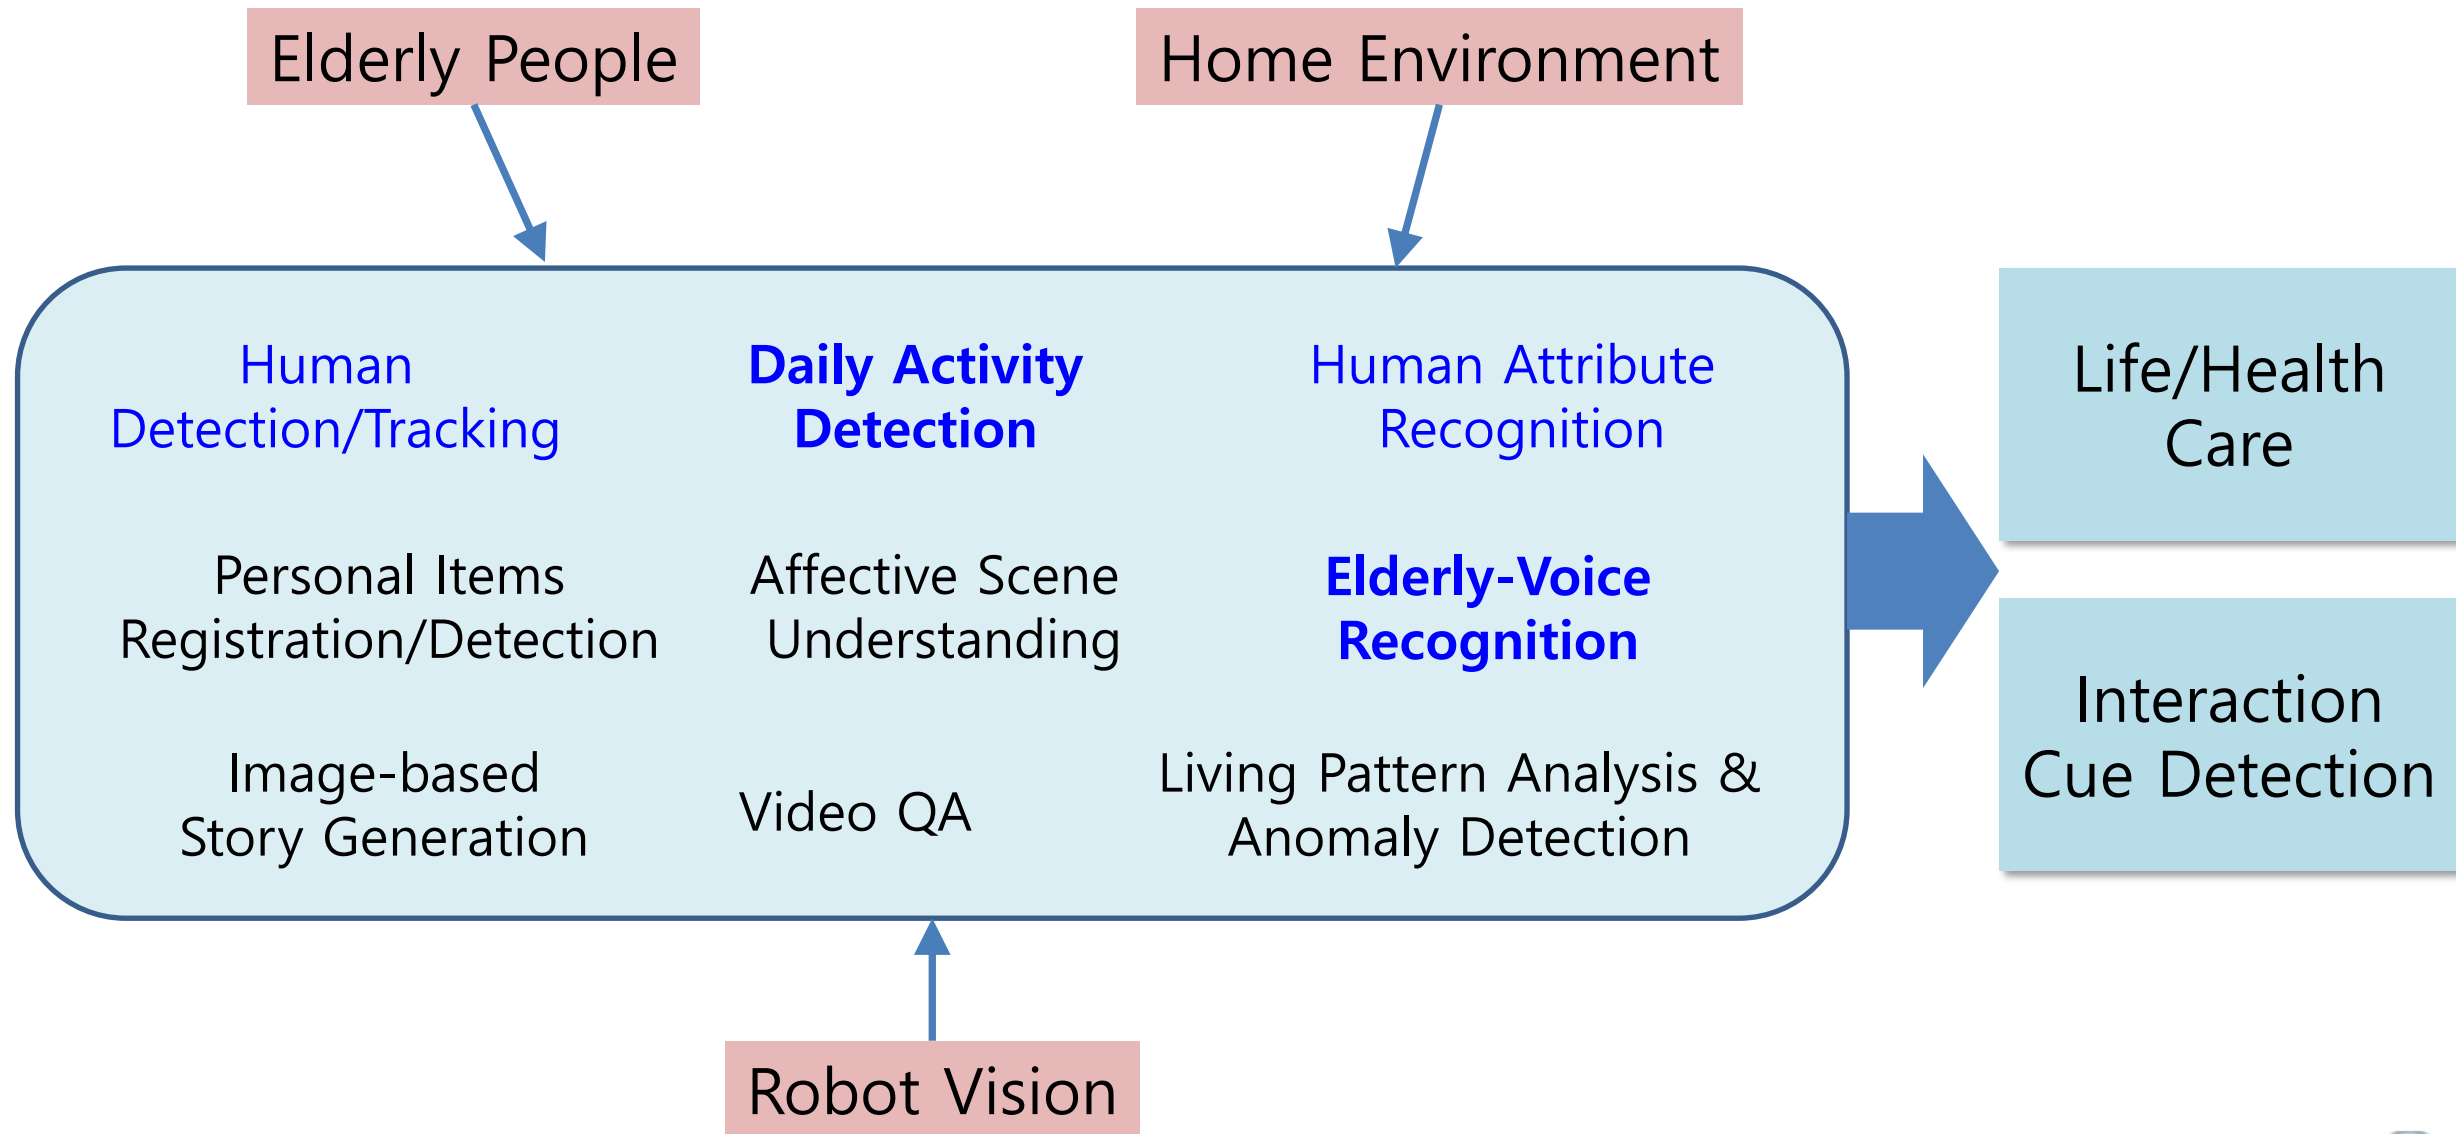 Elderly People
Home Environment
Human
Detection/Tracking
Daily Activity
Detection
Human Attribute
Recognition
Life/Health
Care
Personal Items
Registration/Detection
Affective Scene
Understanding
Elderly-Voice
Recognition
Interaction
Cue Detection
Image-based
Story Generation
Video QA
Living Pattern Analysis &
Anomaly Detection
Robot Vision